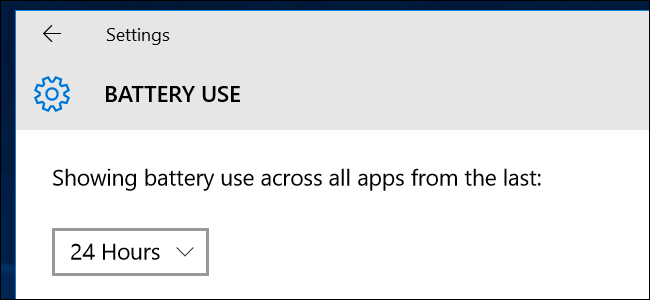 Settings
BATTERY USE
Showing battery use across all apps from the last:
24 Hours